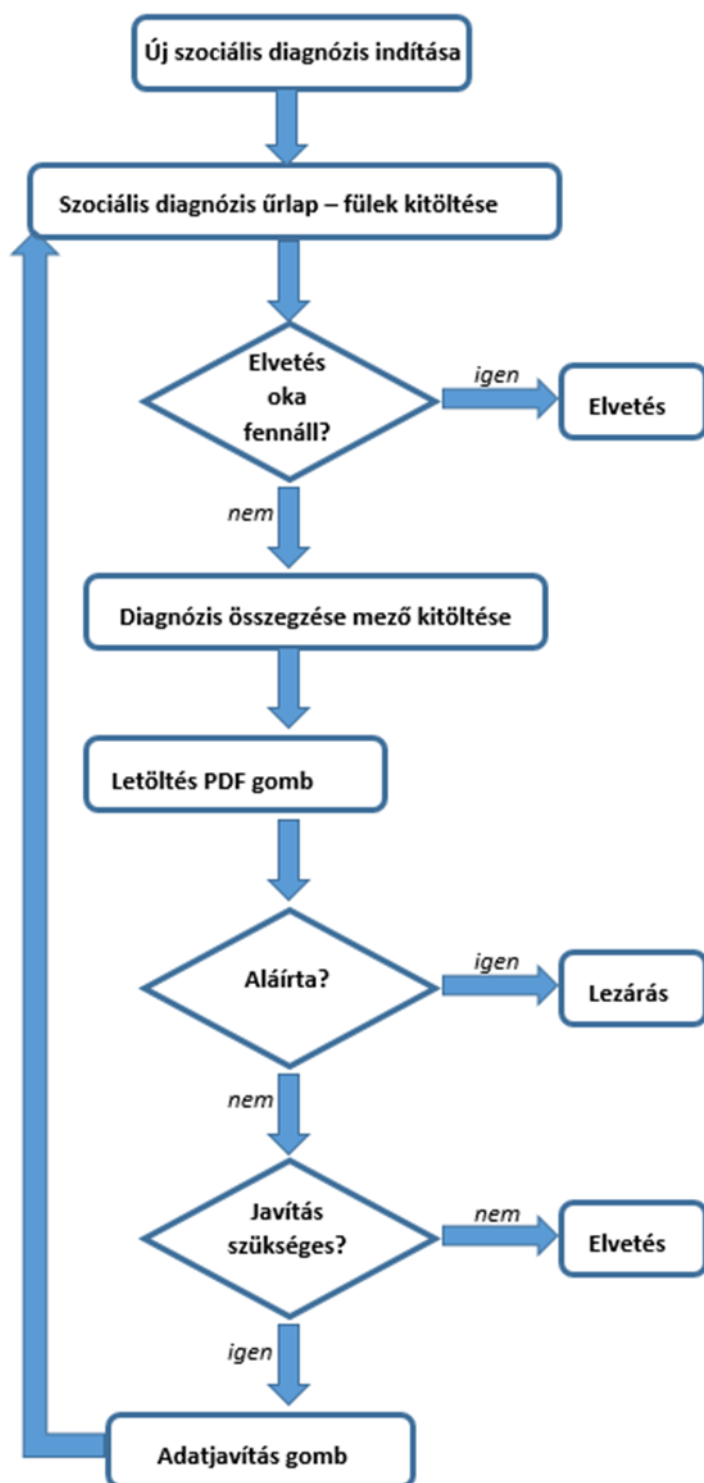 Új szociális diagnózis indítása
Szociális diagnózis űrlap – fülek kitöltése
Elvetés
oka
fennáll?
igen
Elvetés
nem
Diagnózis összegzése mező kitöltése
Letöltés PDF gomb
Aláírta?
igen
Lezárás
nem
Javítás
szükséges?
nem
Elvetés
igen
Adatjavítás gomb